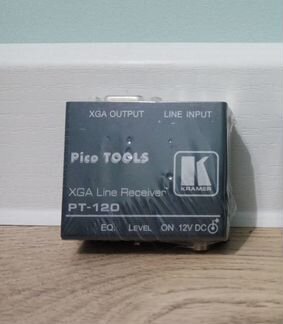 XGA OUTPUT LINE INPUT
Pico TOOLS
K
KRAMER
XGA Line Receiver
PT-120
EQ. LEVEL ON 12V DC